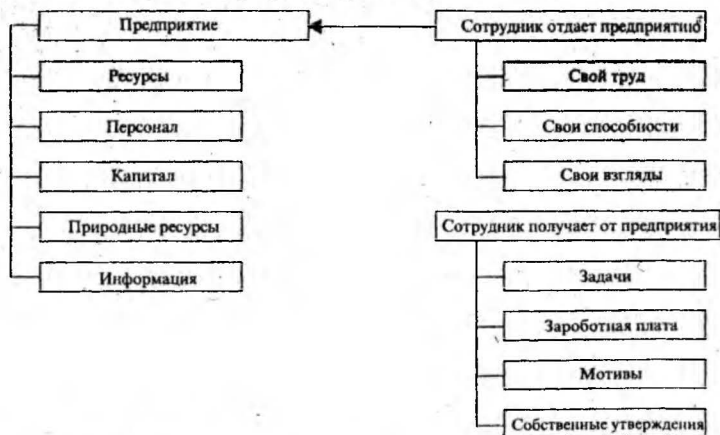 Предприятие
Ресурсы
Персонал
Капитал
Природные ресурсы
Информация
Сотрудник отдает предприятию
Свой труд
Свои способности
Свои взгляды
Сотрудник получает от предприятия
Задачи
Зароботная плата
Мотивы
Собственные утверждения